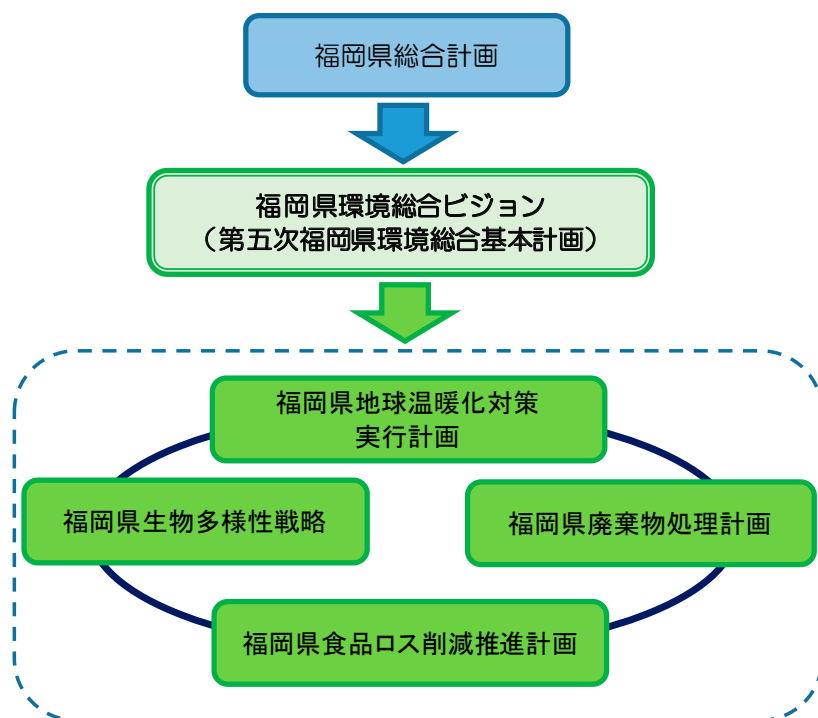 福岡県総合計画
福岡県環境総合ビジョン
（第五次福岡県環境総合基本計画）
福岡県地球温暖化対策
実行計画
福岡県生物多様性戦略
福岡県廃棄物処理計画
福岡県食品ロス削減推進計画